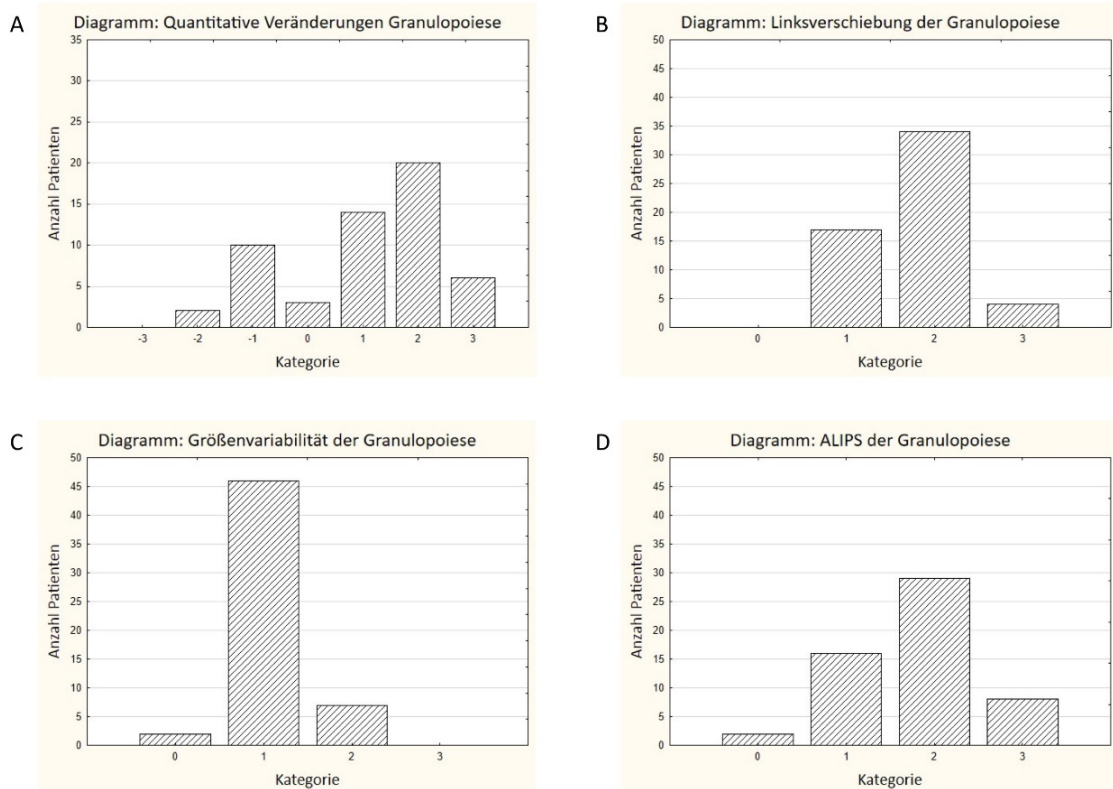 A
Diagramm: Quantitative Veränderungen Granulopoiese
35
30
25
20
15
10
5
0
Anzahl Patienten
-3 -2 -1 0 1 2 3
Kategorie
B
Diagramm: Linksverschiebung der Granulopoiese
50
45
40
35
30
25
20
15
10
5
0
Anzahl Patienten
0 1 2 3
Kategorie
C
Diagramm: Größenvariabilität der Granulopoiese
50
45
40
35
30
25
20
15
10
5
0
Anzahl Patienten
0 1 2 3
Kategorie
D
Diagramm: ALIPS der Granulopoiese
50
45
40
35
30
25
20
15
10
5
0
Anzahl Patienten
0 1 2 3
Kategorie